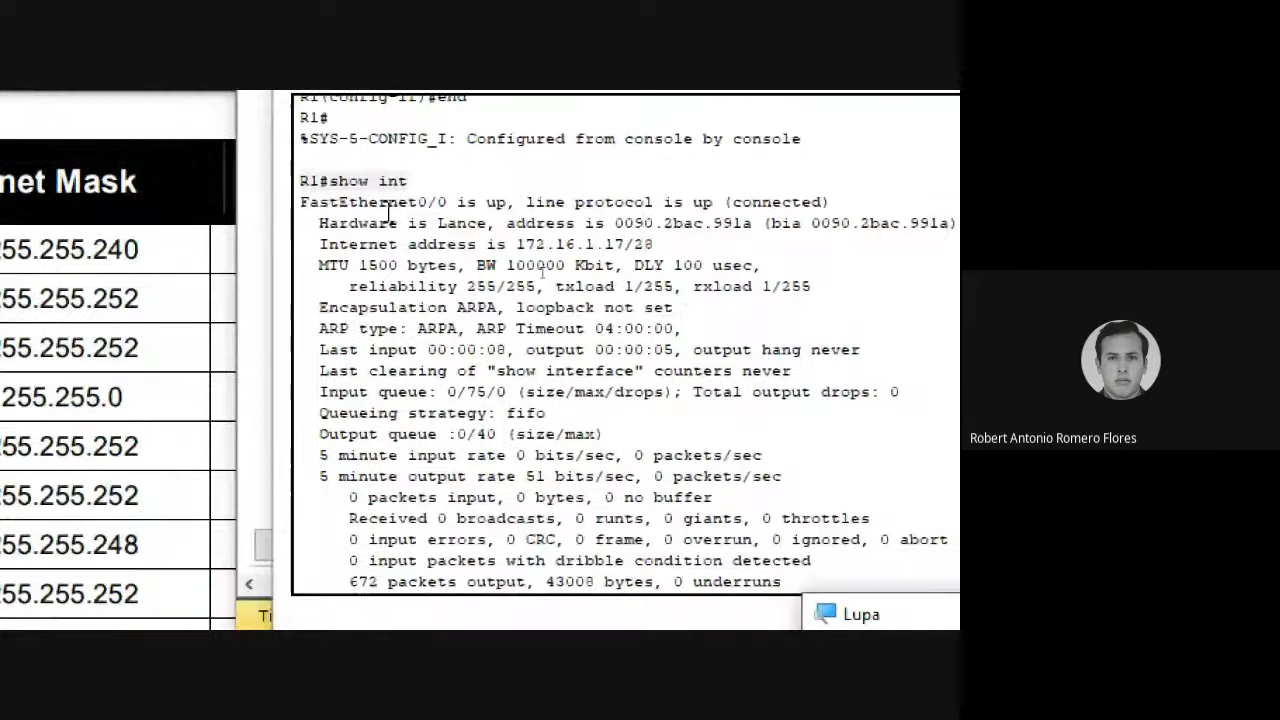 net Mask
55.255.240
55.255.252
55.255.252
255.255.0
55.255.252
55.255.252
55.255.248
55.255.252
R1(config-if)#end
R1#
%SYS-5-CONFIG_I: Configured from console by console
R1#show int
FastEthernet0/0 is up, line protocol is up (connected)
Hardware is Lance, address is 0090.2bac.991a (bia 0090.2bac.991a)
Internet address is 172.16.1.17/28
MTU 1500 bytes, BW 100000 Kbit, DLY 100 usec,
reliability 255/255, txload 1/255, rxload 1/255
Encapsulation ARPA, loopback not set
ARP type: ARPA, ARP Timeout 04:00:00,
Last input 00:00:08, output 00:00:05, output hang never
Last clearing of "show interface" counters never
Input queue: 0/75/0 (size/max/drops); Total output drops: 0
Queueing strategy: fifo
Output queue :0/40 (size/max)
5 minute input rate 0 bits/sec, 0 packets/sec
5 minute output rate 51 bits/sec, 0 packets/sec
0 packets input, 0 bytes, 0 no buffer
Received 0 broadcasts, 0 runts, 0 giants, 0 throttles
0 input errors, 0 CRC, 0 frame, 0 overrun, 0 ignored, 0 abort
0 input packets with dribble condition detected
672 packets output, 43008 bytes, 0 underruns
Ti
Lupa
Robert Antonio Romero Flores